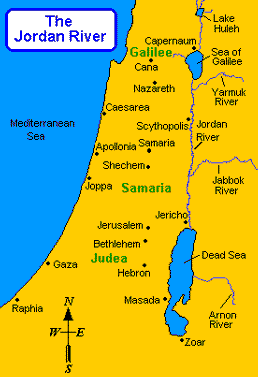 The
Jordan River
Lake
Huleh
Capernaum
Galilee
Sea of
Galilee
Cana
Nazareth
Yarmuk
River
Caesarea
Mediterranean
Sea
Scythopolis
Jordan
River
Samaria
Apollonia
Shechem
Jabbok
River
Joppa
Samaria
Jericho
Jerusalem
Bethlehem
Judea
Dead Sea
Gaza
Hebron
Masada
Raphia
Arnon
River
N
W
E
S
Zoar